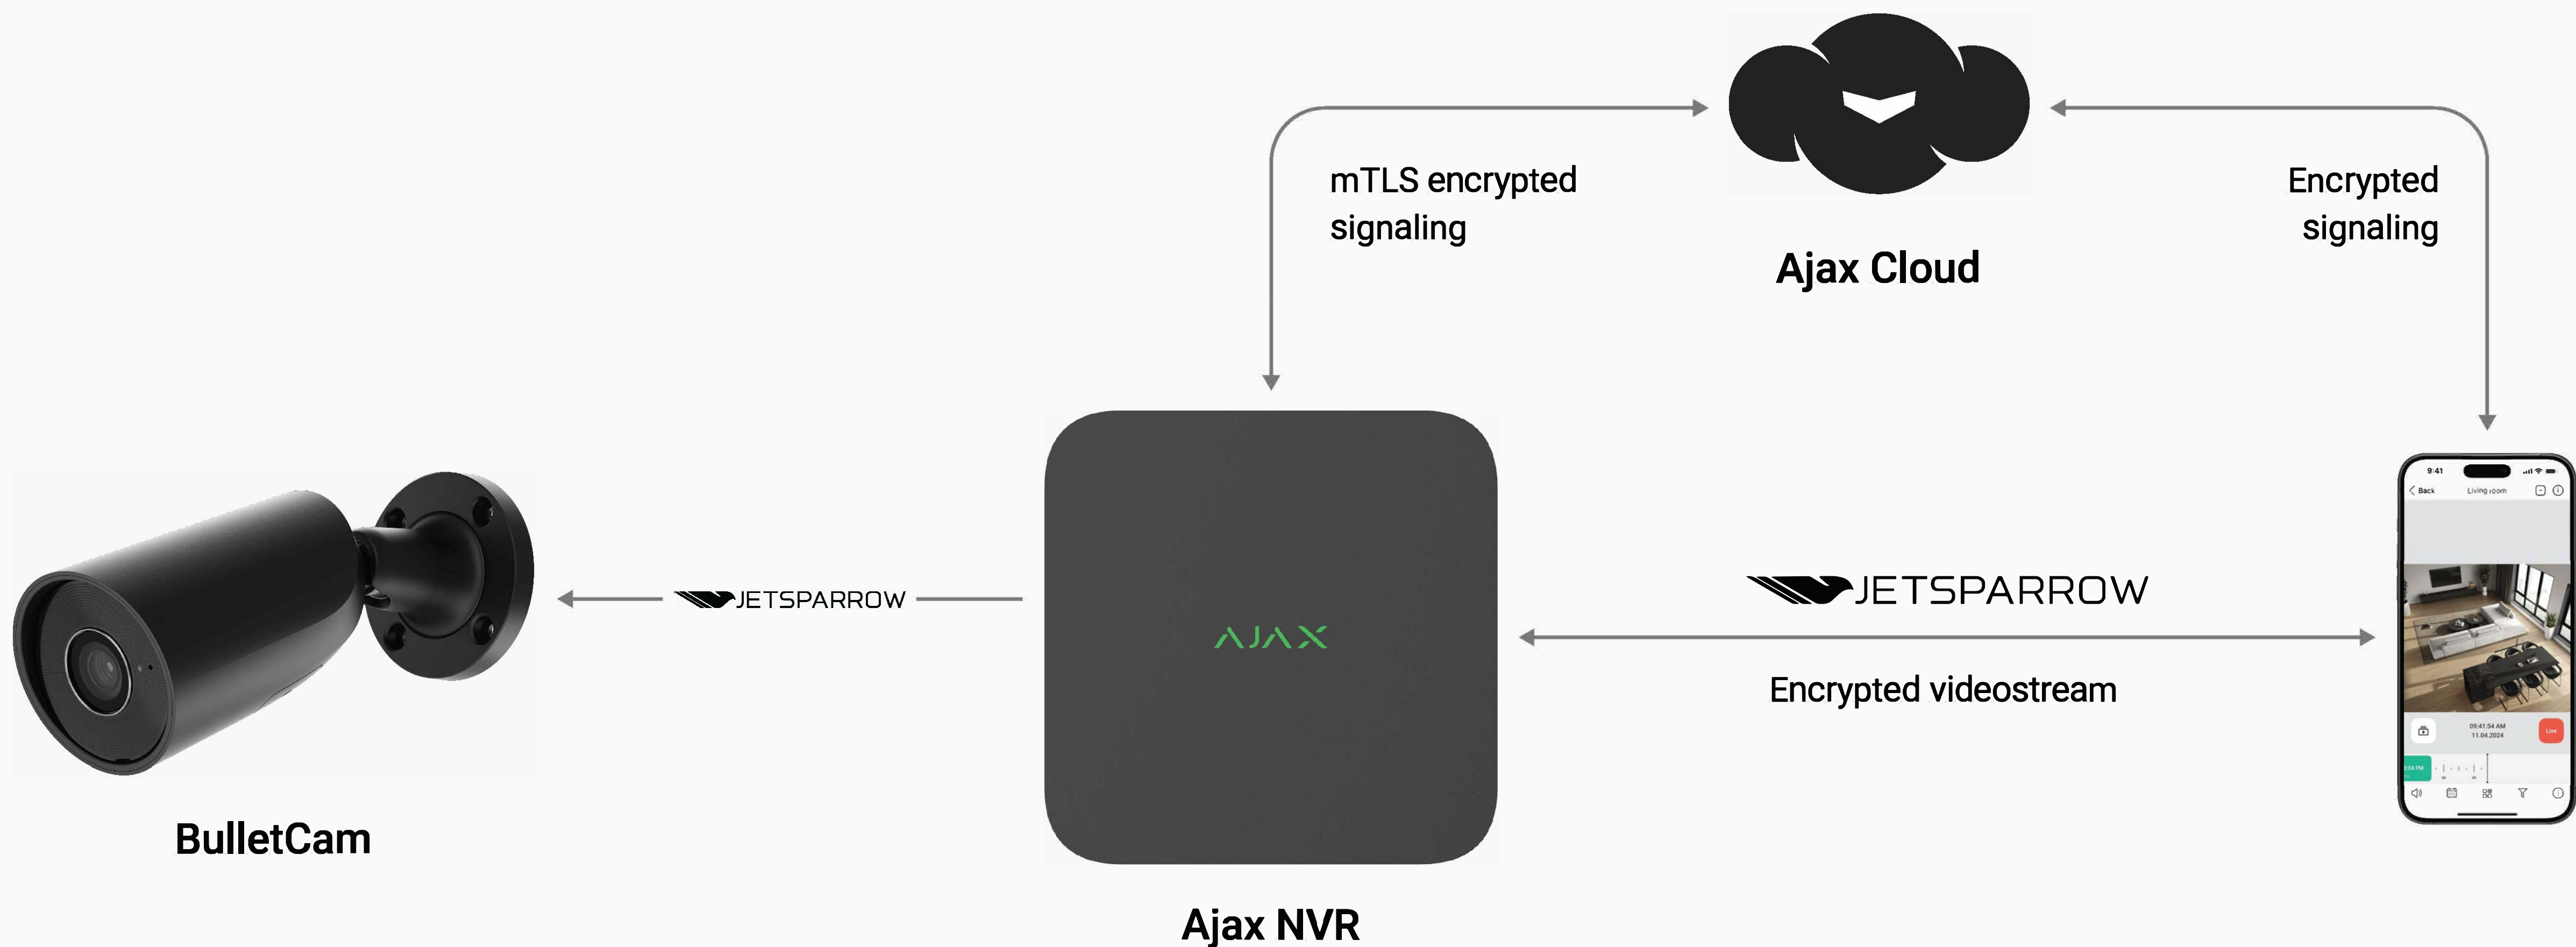 mTLS encrypted
signaling
Ajax Cloud
Encrypted
signaling
BulletCam
JETSPARROW
AJAX
Ajax NVR
JETSPARROW
Encrypted videostream
9:41
Back
Living room
09:41:54 AM
11.04.2024
Live